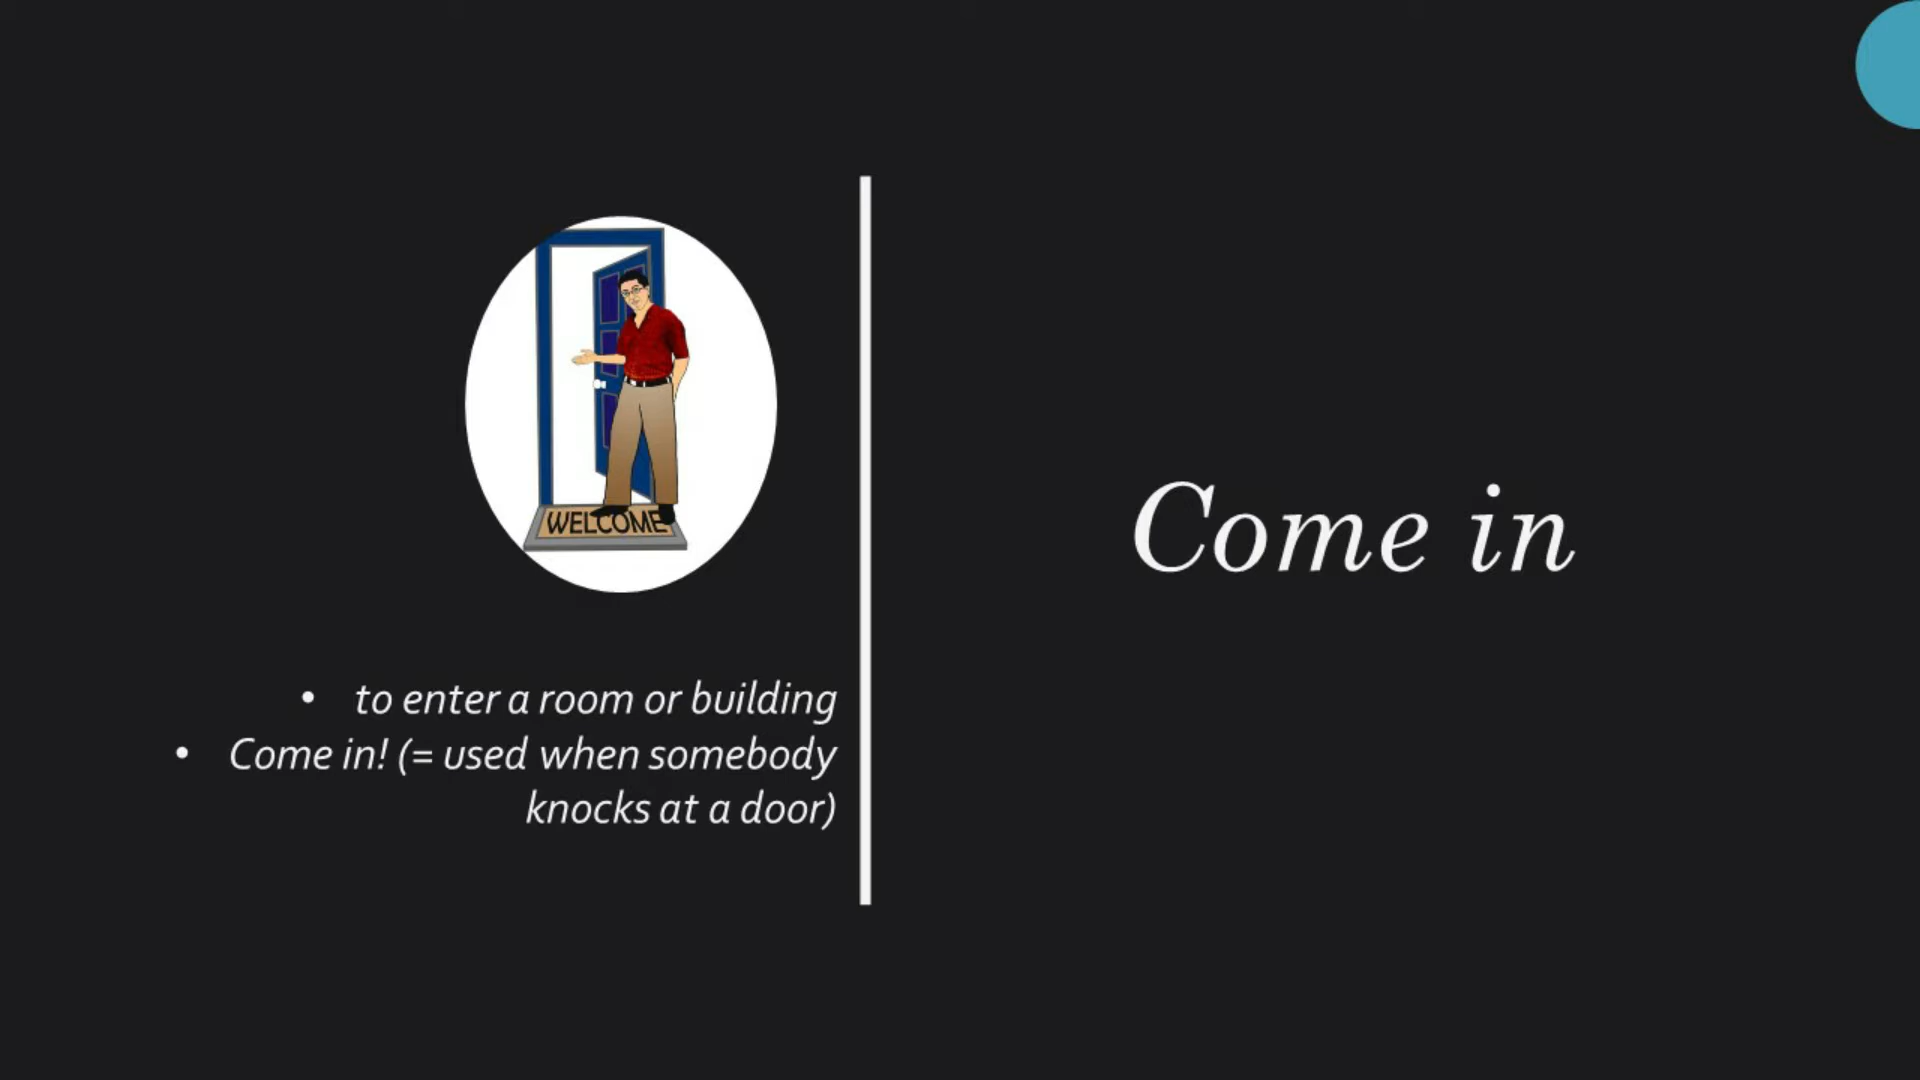 WELCOME
• to enter a room or building
• Come in! (= used when somebody
knocks at a door)
Come in